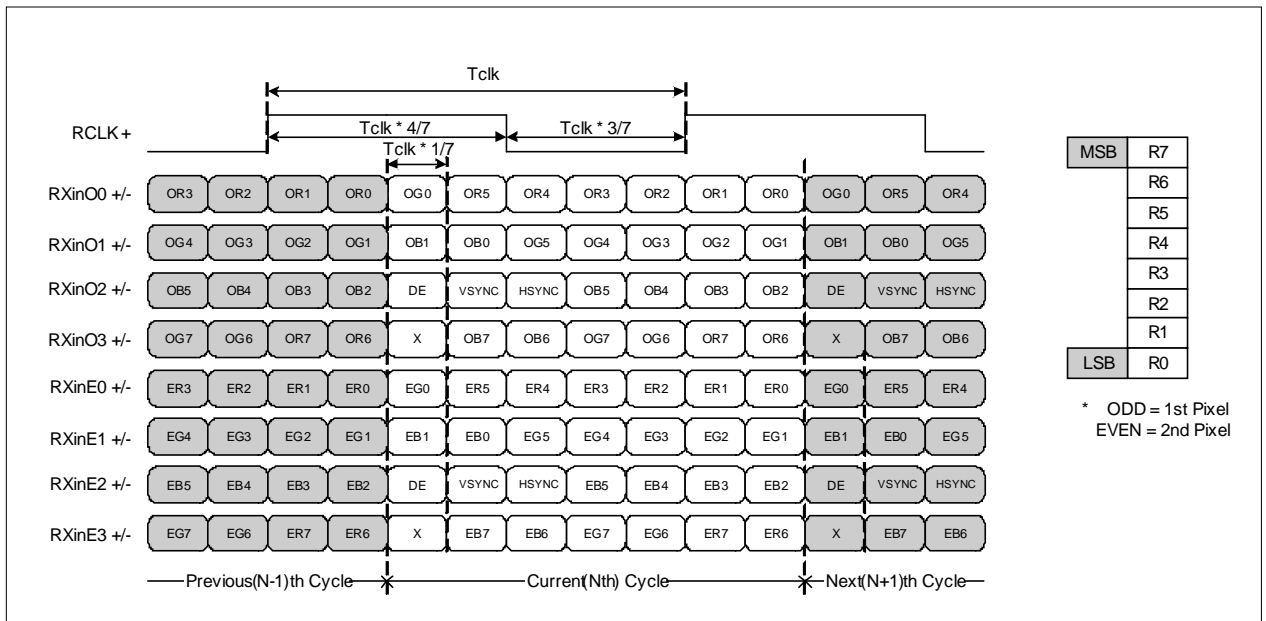 Tclk
RCLK +
Tclk * 4/7
Tclk * 3/7
Tclk * 1/7
RXinO0 +/- OR3 OR2 OR1 OR0 OG0 OR5 OR4 OR3 OR2 OR1 OR0 OG0 OR5 OR4
RXinO1 +/- OG4 OG3 OG2 OG1 OB1 OB0 OG5 OG4 OG3 OG2 OG1 OB1 OB0 OG5
RXinO2 +/- OB5 OB4 OB3 OB2 DE VSYNC HSYNC OB5 OB4 OB3 OB2 DE VSYNC HSYNC
RXinO3 +/- OG7 OG6 OR7 OR6 X OB7 OB6 OG7 OG6 OR7 OR6 X OB7 OB6
RXinE0 +/- ER3 ER2 ER1 ER0 EG0 ER5 ER4 ER3 ER2 ER1 ER0 EG0 ER5 ER4
RXinE1 +/- EG4 EG3 EG2 EG1 EB1 EB0 EG5 EG4 EG3 EG2 EG1 EB1 EB0 EG5
RXinE2 +/- EB5 EB4 EB3 EB2 DE VSYNC HSYNC EB5 EB4 EB3 EB2 DE VSYNC HSYNC
RXinE3 +/- EG7 EG6 ER7 ER6 X EB7 EB6 EG7 EG6 ER7 ER6 X EB7 EB6
Previous(N-1)th Cycle Current(Nth) Cycle Next(N+1)th Cycle
MSB R7
R6
R5
R4
R3
R2
R1
LSB R0
* ODD = 1st Pixel
EVEN = 2nd Pixel